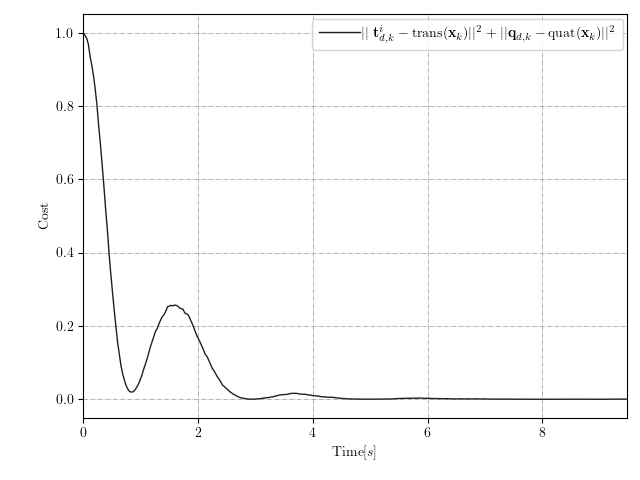 || t^i_{d,k} − trans(x_k)||^2 + ||q_{d,k} − quat(x_k)||^2
1.0
0.8
0.6
0.4
0.2
0.0
Cost
0 2 4 6 8
Time[s]